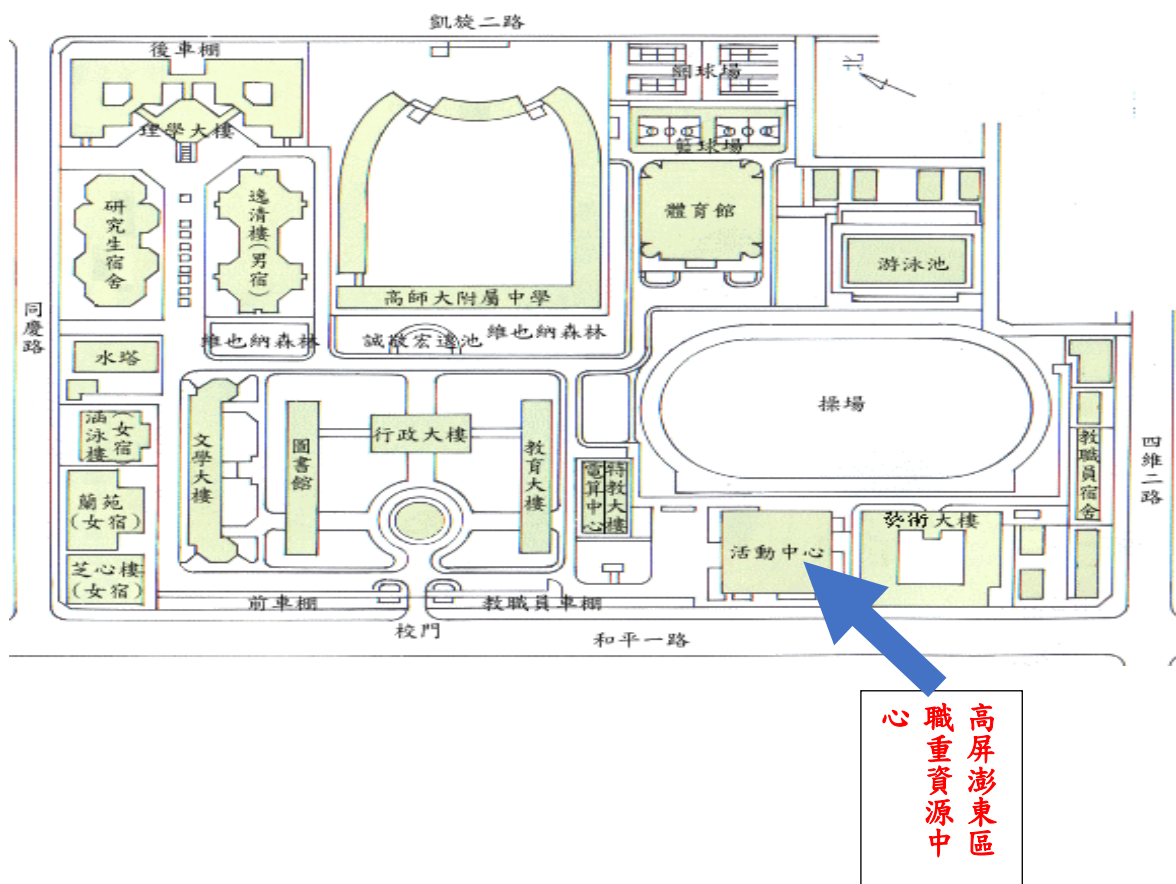 凱旋二路
後車棚
網球場
北
理學大樓
籃球場
研究生宿舍
逸清樓(男宿)
體育館
游泳池
高師大附屬中學
同慶路
維也納森林
誠敬宏遠池
維也納森林
水塔
操場
涵泳樓
(女宿)
文學大樓
圖書館
行政大樓
教育大樓
特教大樓
電算中心
教職員宿舍
四維二路
蘭苑
(女宿)
藝術大樓
活動中心
芝心樓
(女宿)
前車棚
教職員車棚
校門
和平一路
高屏澎東區
職重資源中
心